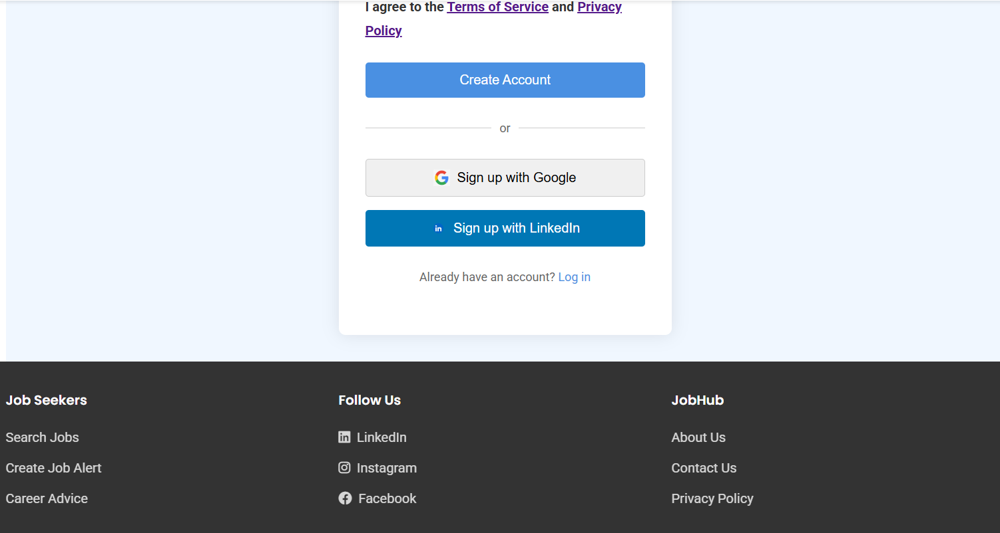 I agree to the Terms of Service and Privacy
Policy
Create Account
or
Sign up with Google
in Sign up with LinkedIn
Already have an account? Log in
Job Seekers
Search Jobs
Create Job Alert
Career Advice
Follow Us
in LinkedIn
Instagram
Facebook
JobHub
About Us
Contact Us
Privacy Policy